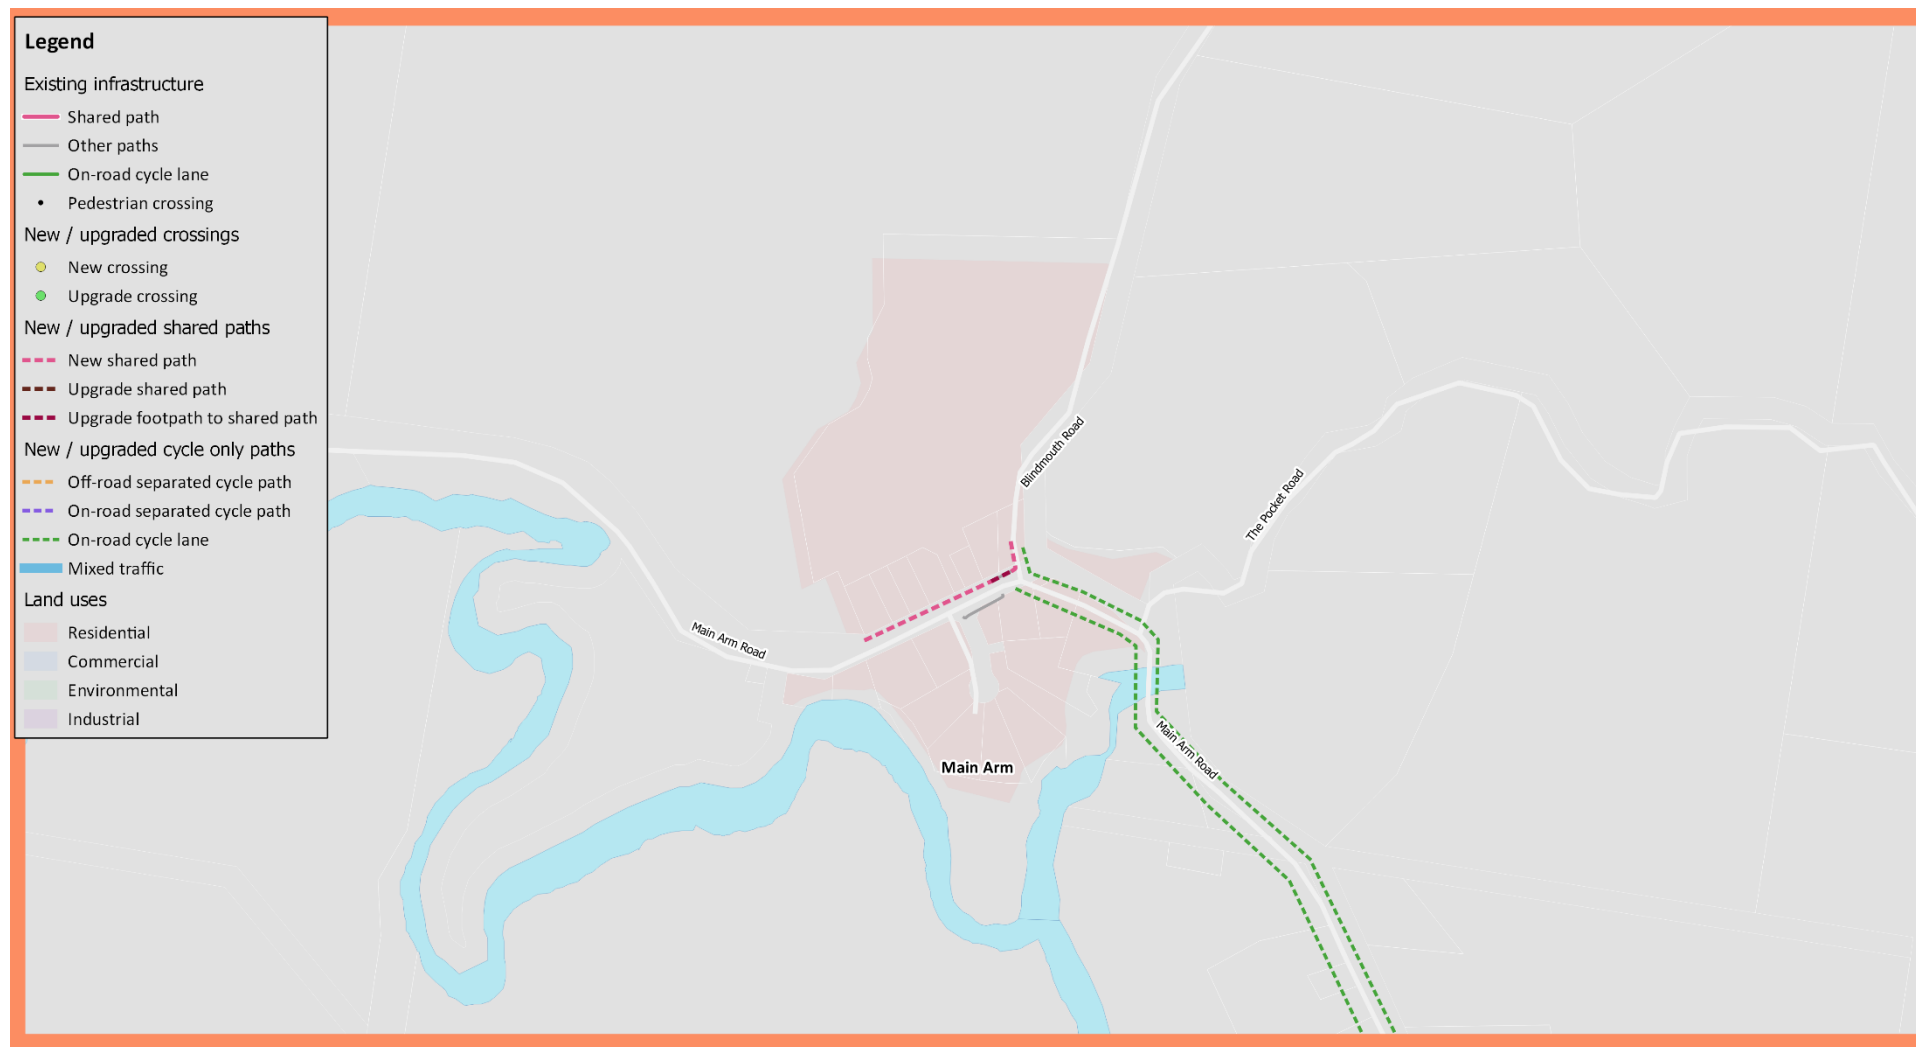 Legend
Existing infrastructure
Shared path
Other paths
On-road cycle lane
Pedestrian crossing
New / upgraded crossings
New crossing
Upgrade crossing
New / upgraded shared paths
New shared path
Upgrade shared path
Upgrade footpath to shared path
New / upgraded cycle only paths
Off-road separated cycle path
On-road separated cycle path
On-road cycle lane
Mixed traffic
Land uses
Residential
Commercial
Environmental
Industrial
Blindmouth Road
The Pocket Road
Main Arm Road
Main Arm Road
Main Arm